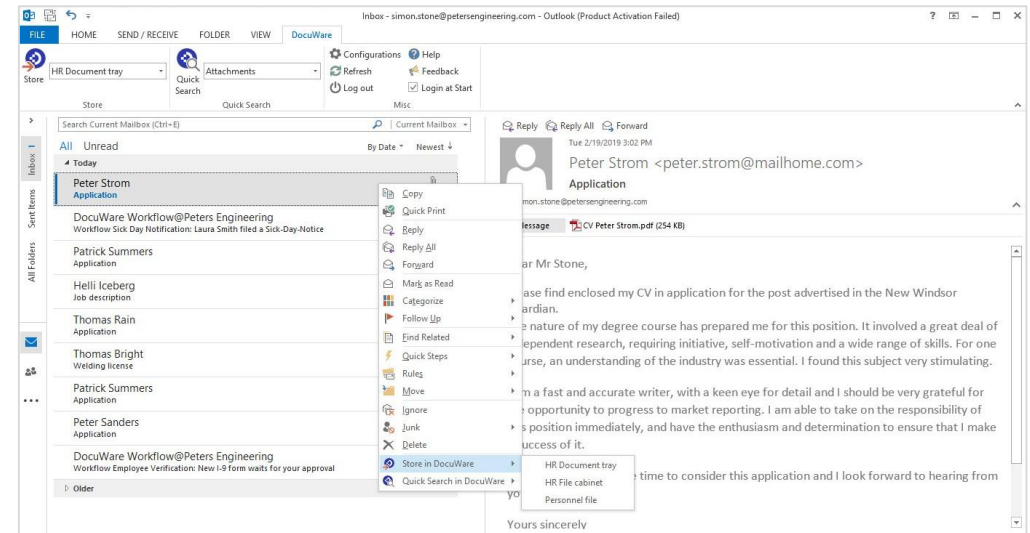 Inbox - simon.stone@petersengineering.com - Outlook (Product Activation Failed)
FILE HOME SEND / RECEIVE FOLDER VIEW DocuWare
Store
HR Document tray
Quick Search
Attachments
Configurations Help
Refresh Feedback
Log out Login at Start
Store Quick Search Misc
Search Current Mailbox (Ctrl+E) Current Mailbox
All Unread By Date Newest
Today
Peter Strom
Application
DocuWare Workflow@Peters Engineering
Workflow Sick Day Notification: Laura Smith filed a Sick-Day-Notice
Patrick Summers
Application
Helli Iceberg
Job description
Thomas Rain
Application
Thomas Bright
Welding license
Patrick Summers
Application
Peter Sanders
Application
DocuWare Workflow@Peters Engineering
Workflow Employee Verification: New I-9 form waits for your approval
Older
Inbox
Sent Items
All Folders
Copy
Quick Print
Reply
Reply All
Forward
Mark as Read
Categorize
Follow Up
Find Related
Quick Steps
Rules
Move
Ignore
Junk
Delete
Store in DocuWare
Quick Search in DocuWare
HR Document tray
HR File cabinet
Personnel file
Reply Reply All Forward
Tue 2/19/2019 3:02 PM
Peter Strom <peter.strom@mailhome.com>
Application
mon.stone@petersengineering.com
essage CV Peter Strom.pdf (254 KB)
ar Mr Stone,
ase find enclosed my CV in application for the post advertised in the New Windsor
ardian.
e nature of my degree course has prepared me for this position. It involved a great deal of
ependent research, requiring initiative, self-motivation and a wide range of skills. For one
urse, an understanding of the industry was essential. I found this subject very stimulating.
m a fast and accurate writer, with a keen eye for detail and I should be very grateful for
e opportunity to progress to market reporting. I am able to take on the responsibility of
s position immediately, and have the enthusiasm and determination to ensure that I make
uccess of it.
time to consider this application and I look forward to hearing from
yo
Yours sincerely